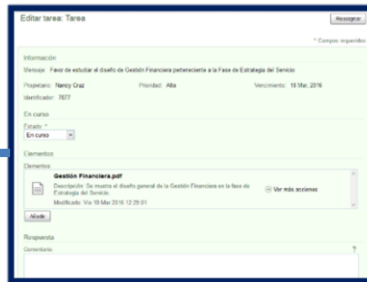 Editar tarea: Tarea
Reasignar
* Campos requeridos
Información
Mensaje: Favor de estudiar el diseño de Gestión Financiera perteneciente a la Fase de Estrategia del Servicio
Propietario: Nancy Cruz Prioridad: Alta Vencimiento: 18 Mar, 2016
Identificador: 7677
En curso
Estado: *
En curso
Elementos
Elementos
Gestión Financiera.pdf
Descripción: Se muestra el diseño general de la Gestión Financiera en la fase de
Estrategia del Servicio
Ver más acciones
Modificado: Vie 18 Mar 2016 12:29:01
Añadir
Respuesta
Comentario: ?